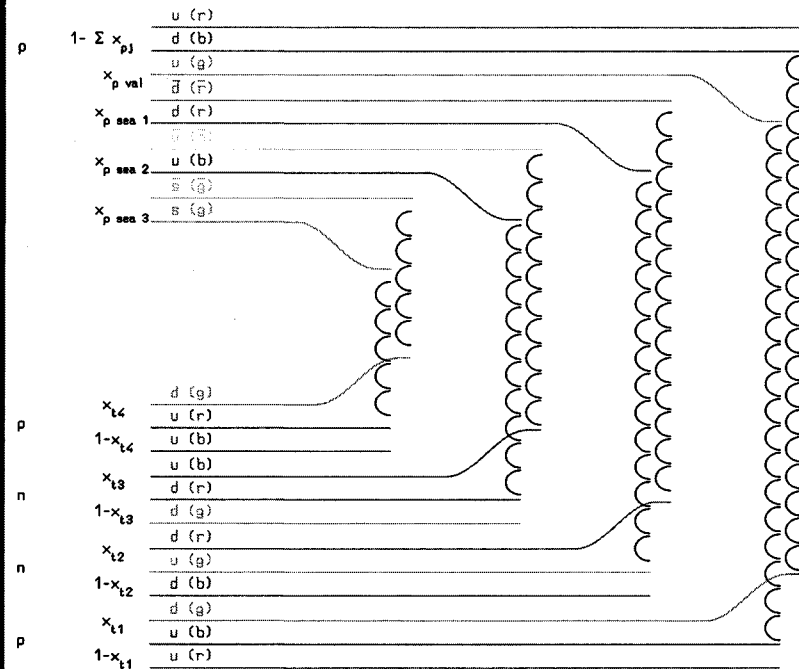 u (r)
p 1- Σ x_pj d (b)
u (g)
x_p val
d̄ (r̄)
x_p sea 1 d (r)
x_p sea 2 u (b)
s̄ (ḡ)
x_p sea 3 s (g)
d (g)
x_t4
p u (r)
1-x_t4 u (b)
u (b)
x_t3
n d (r)
1-x_t3 d (g)
d (r)
x_t2
n u (g)
1-x_t2 d (b)
d (g)
x_t1
p u (b)
1-x_t1 u (r)